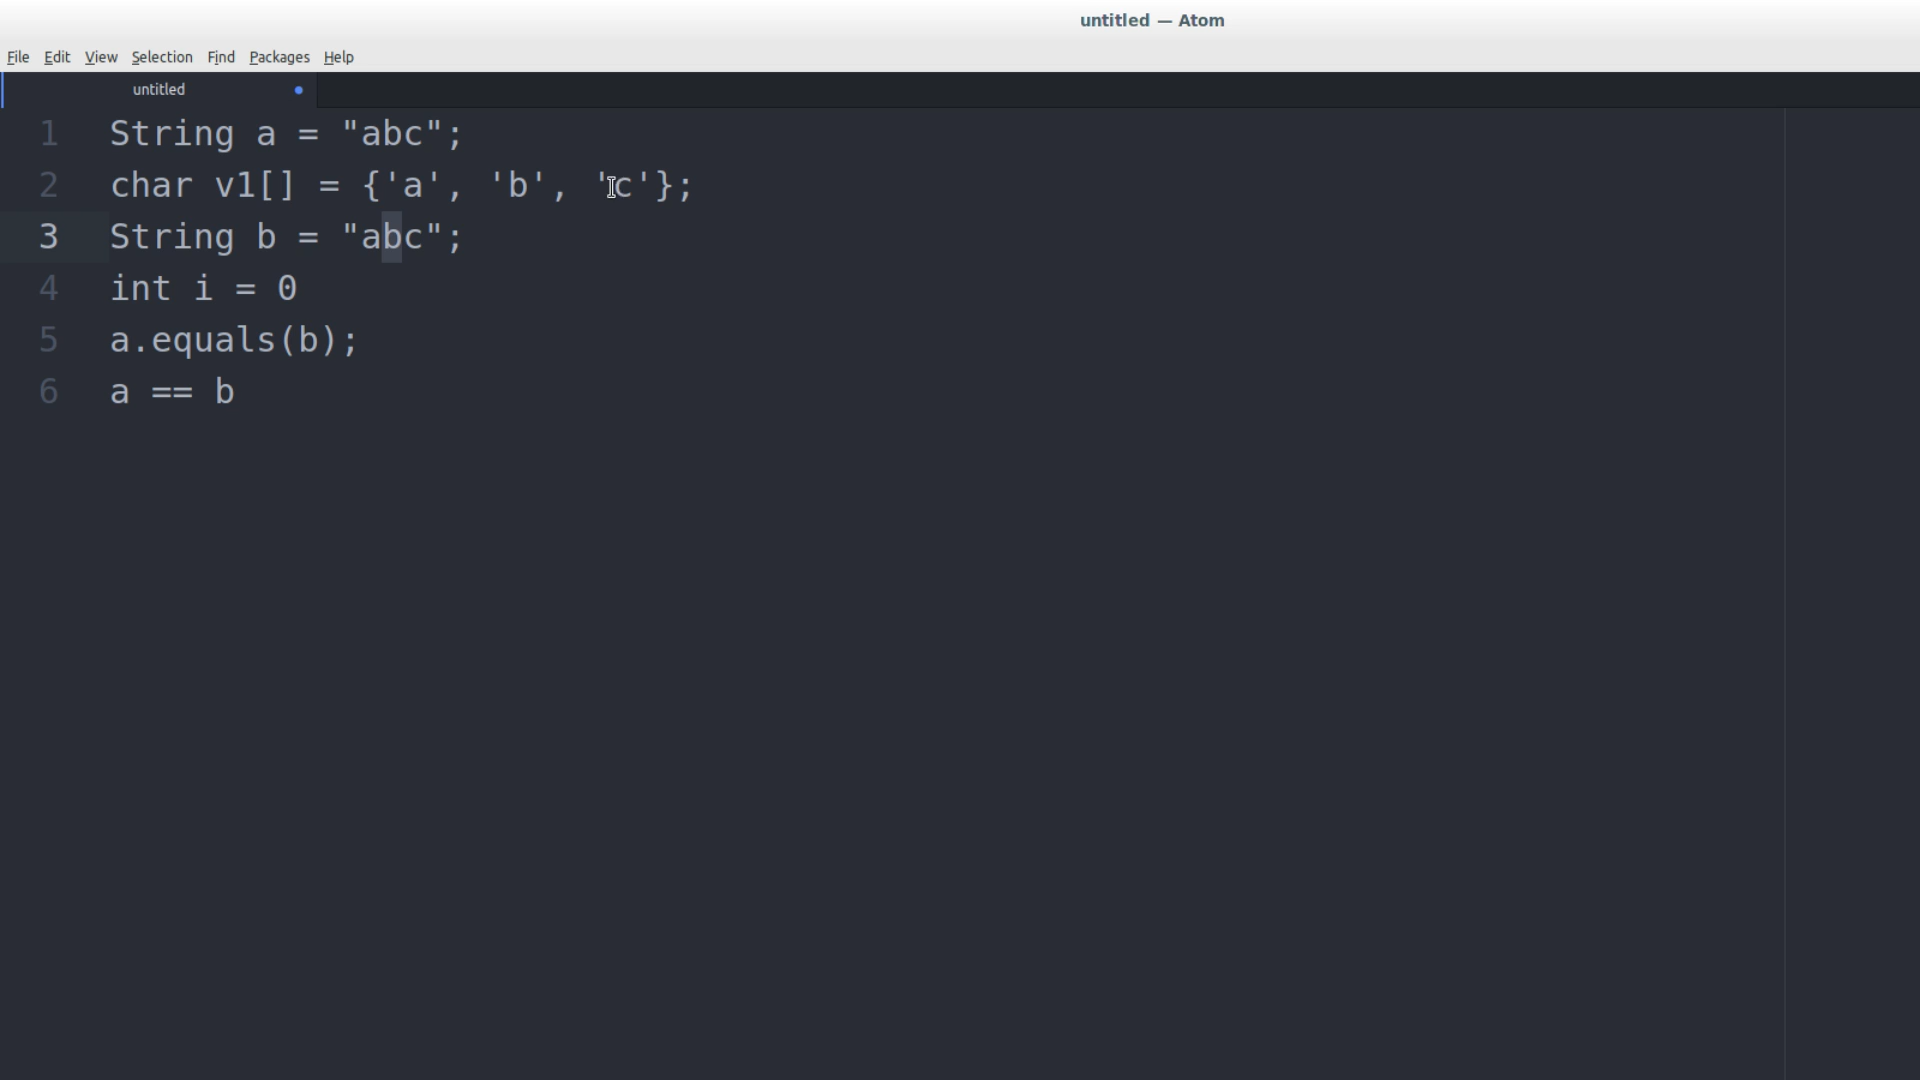 untitled — Atom
File Edit View Selection Find Packages Help
untitled
1 String a = "abc";
2 char v1[] = {'a', 'b', 'c'};
3 String b = "abc";
4 int i = 0
5 a.equals(b);
6 a == b